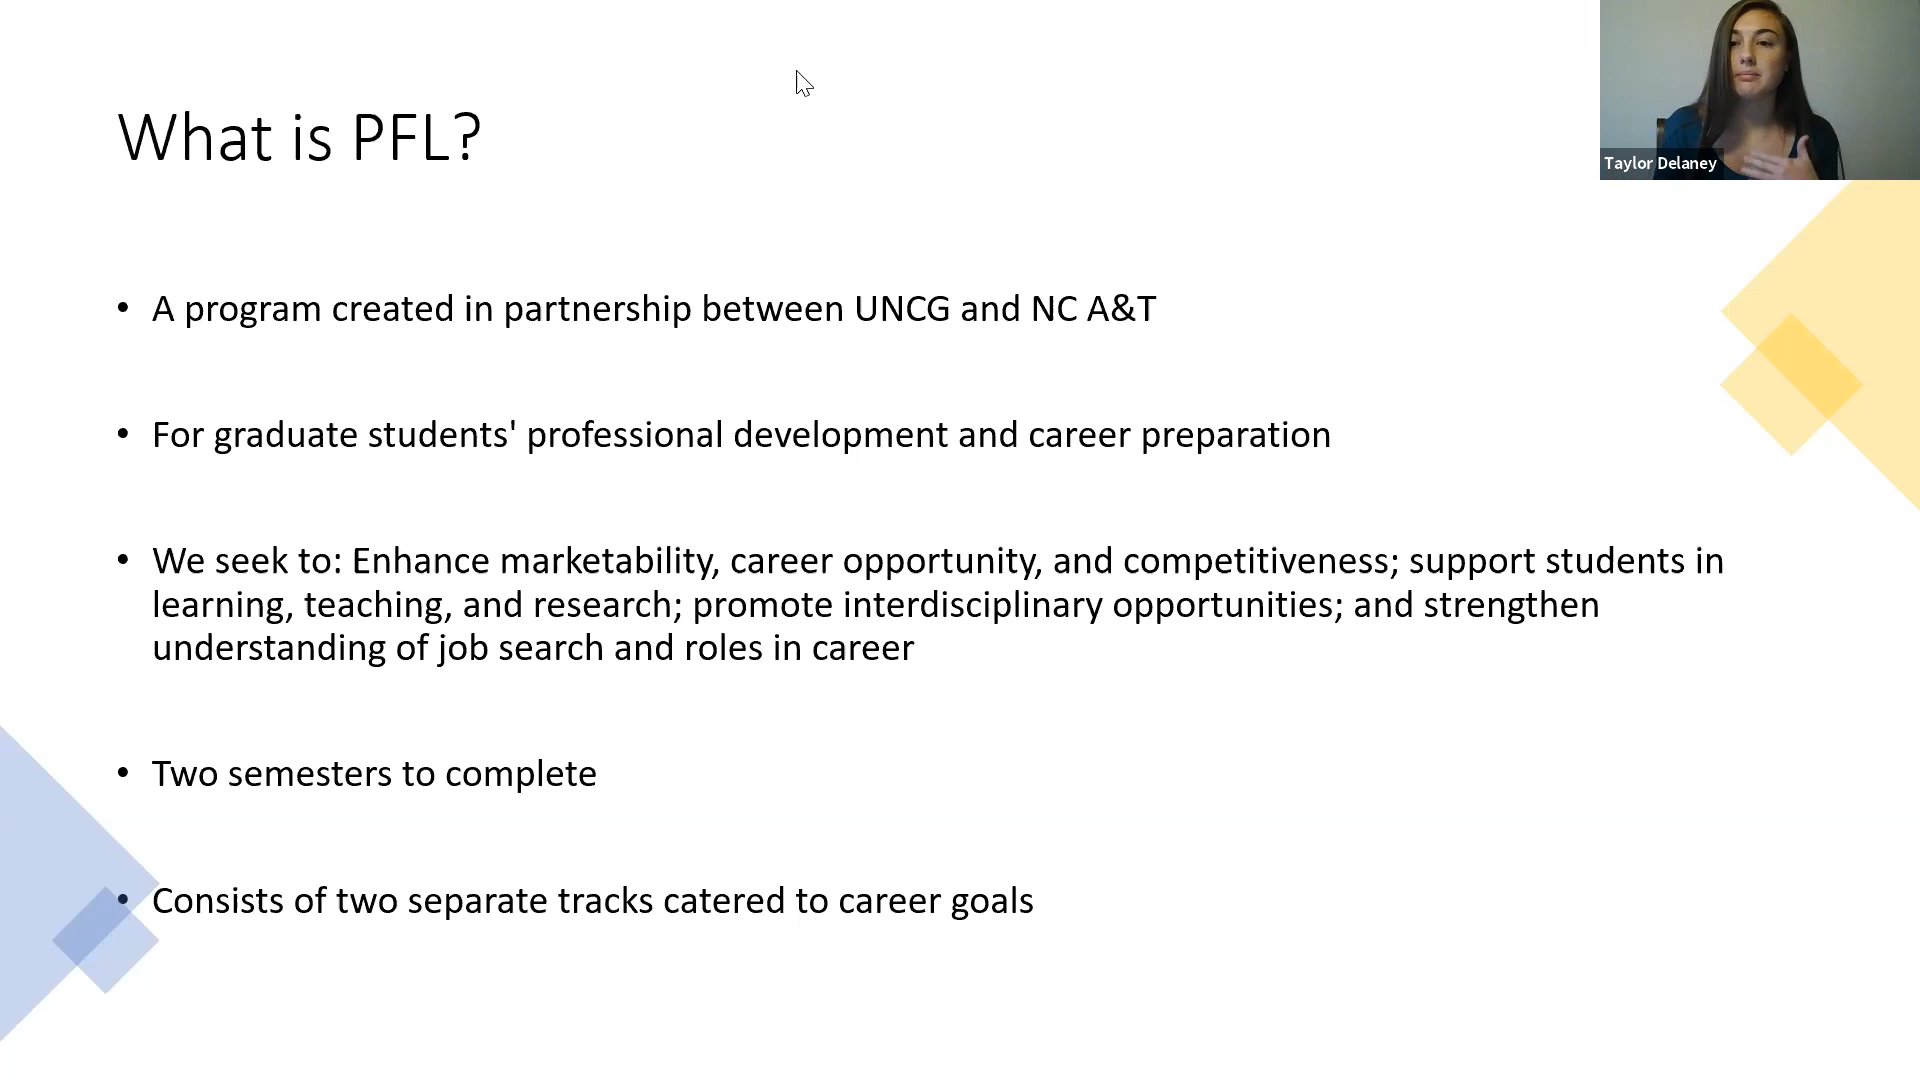 What is PFL?
Taylor Delaney
• A program created in partnership between UNCG and NC A&T
• For graduate students' professional development and career preparation
• We seek to: Enhance marketability, career opportunity, and competitiveness; support students in
learning, teaching, and research; promote interdisciplinary opportunities; and strengthen
understanding of job search and roles in career
• Two semesters to complete
• Consists of two separate tracks catered to career goals